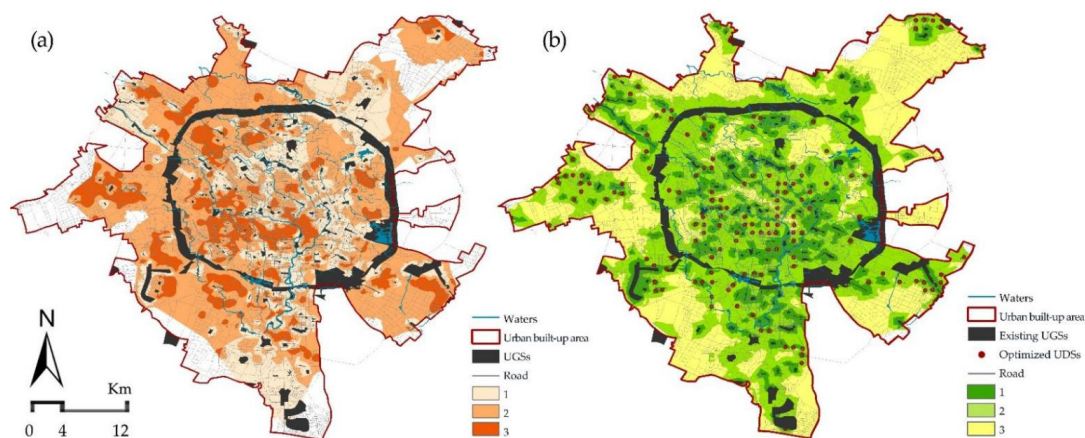 (a)
(b)
N
Km
0 4 12
Waters
Urban built-up area
UGSs
Road
1
2
3
Waters
Urban built-up area
Existing UGSs
Optimized UDSs
Road
1
2
3